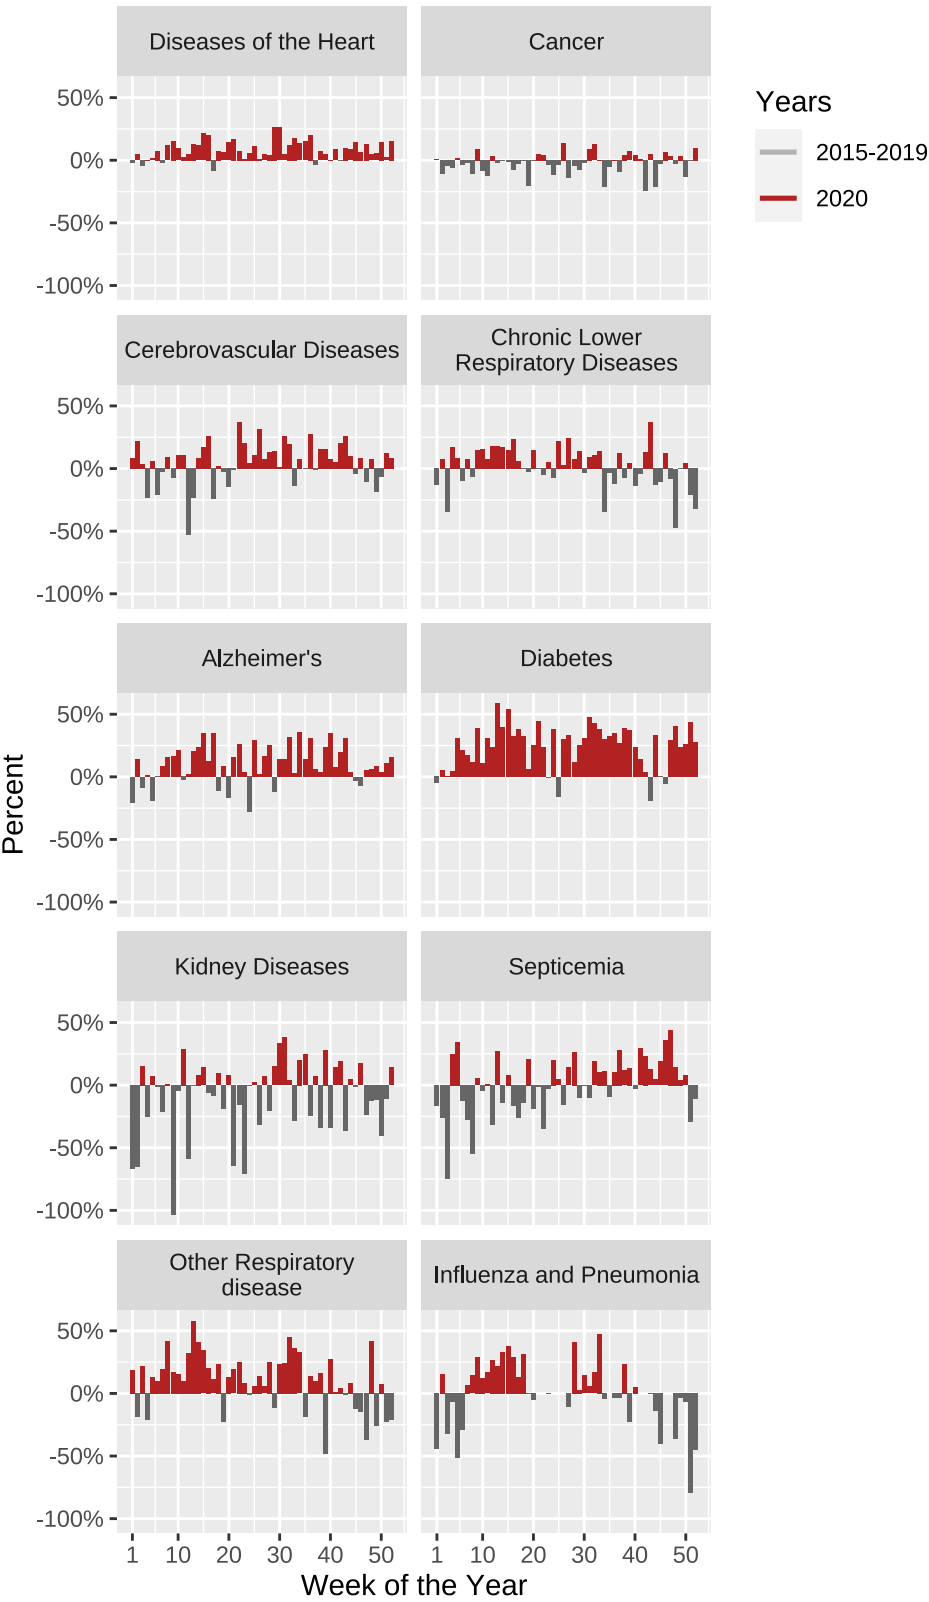 Diseases of the Heart
Cancer
Years
2015-2019
2020
50%
0%
-50%
-100%
Cerebrovascular Diseases
Chronic Lower
Respiratory Diseases
50%
0%
-50%
-100%
Alzheimer's
Diabetes
50%
0%
-50%
-100%
Percent
Kidney Diseases
Septicemia
50%
0%
-50%
-100%
Other Respiratory
disease
Influenza and Pneumonia
50%
0%
-50%
-100%
1 10 20 30 40 50
1 10 20 30 40 50
Week of the Year